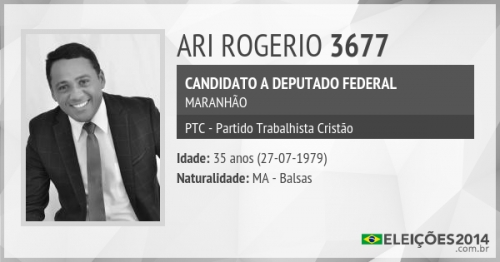 ARI ROGERIO 3677
CANDIDATO A DEPUTADO FEDERAL
MARANHÃO
PTC - Partido Trabalhista Cristão
Idade: 35 anos (27-07-1979)
Naturalidade: MA - Balsas
ELEIÇÕES2014
.com.br